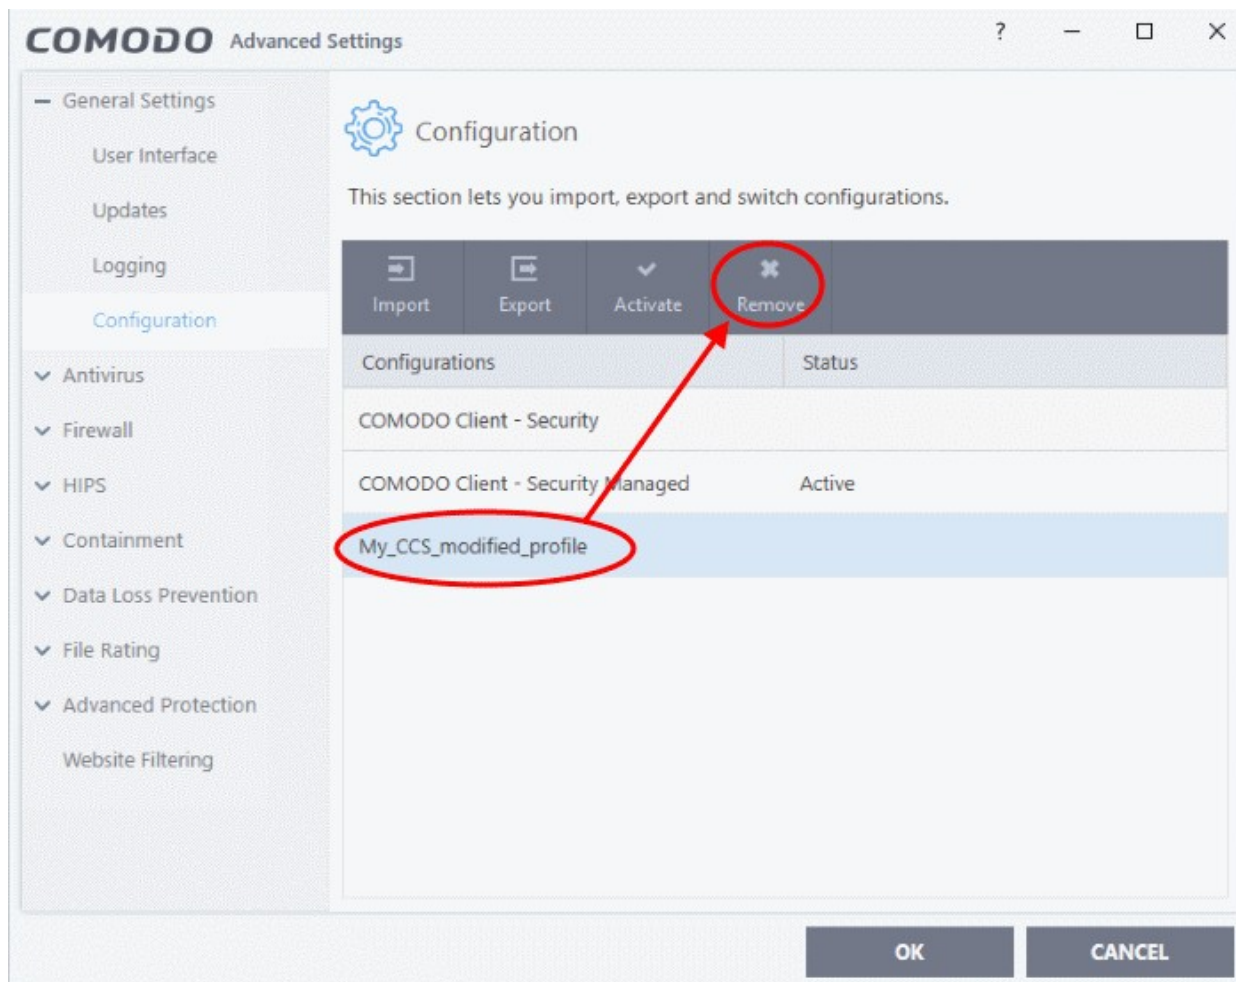 COMODO Advanced Settings ?
General Settings
User Interface
Updates
Logging
Configuration
Antivirus
Firewall
HIPS
Containment
Data Loss Prevention
File Rating
Advanced Protection
Website Filtering
Configuration
This section lets you import, export and switch configurations.
Import Export Activate Remove
Configurations Status
COMODO Client - Security
COMODO Client - Security Managed Active
My_CCS_modified_profile
OK CANCEL